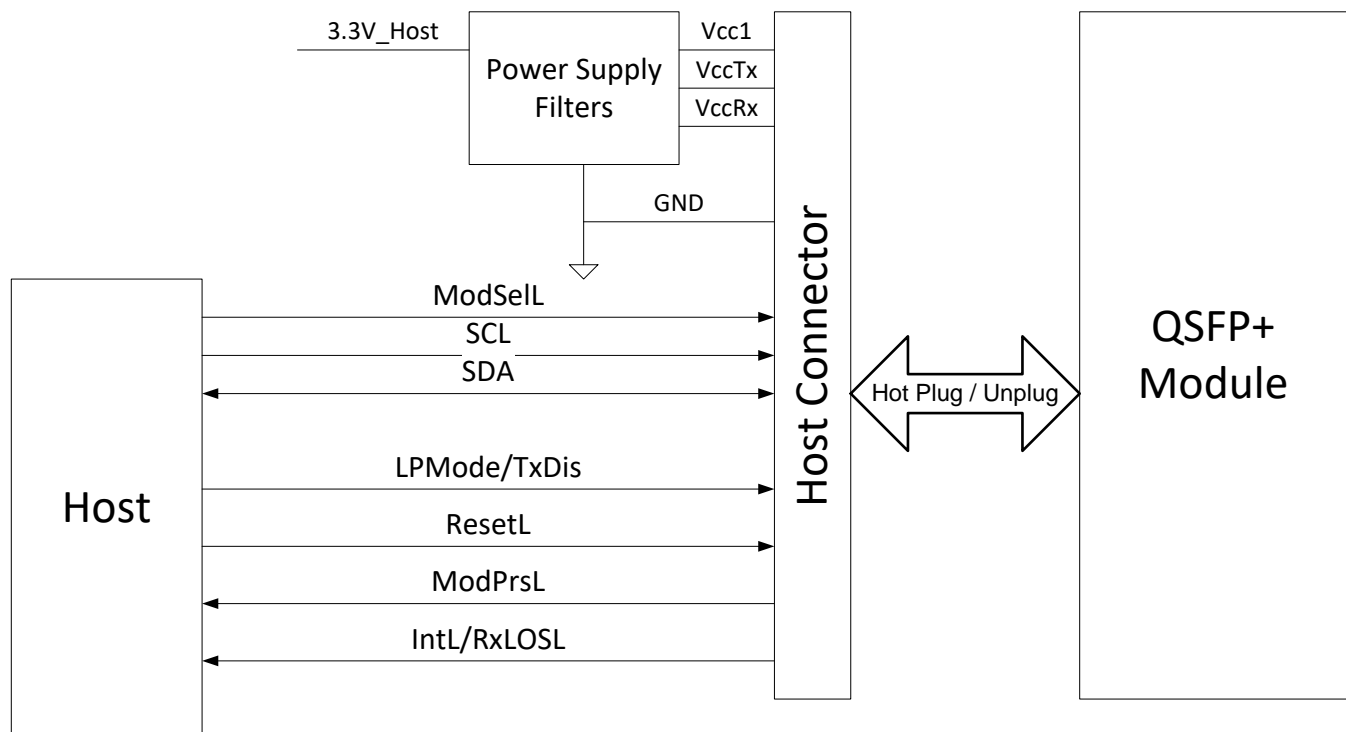 3.3V_Host
Power Supply
Filters
Vcc1
VccTx
VccRx
GND
Host Connector
Host
ModSelL
SCL
SDA
LPMode/TxDis
ResetL
ModPrsL
IntL/RxLOSL
Hot Plug / Unplug
QSFP+
Module